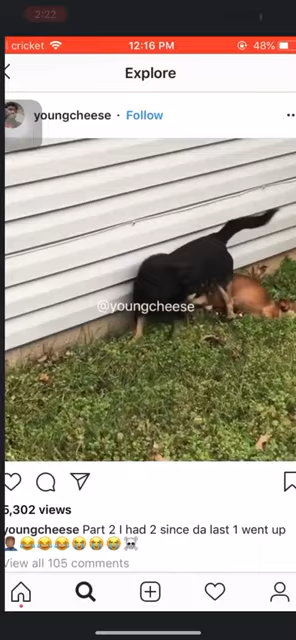 2:22
cricket 12:16 PM 48%
Explore
youngcheese · Follow
@youngcheese
5,302 views
youngcheese Part 2 I had 2 since da last 1 went up
View all 105 comments